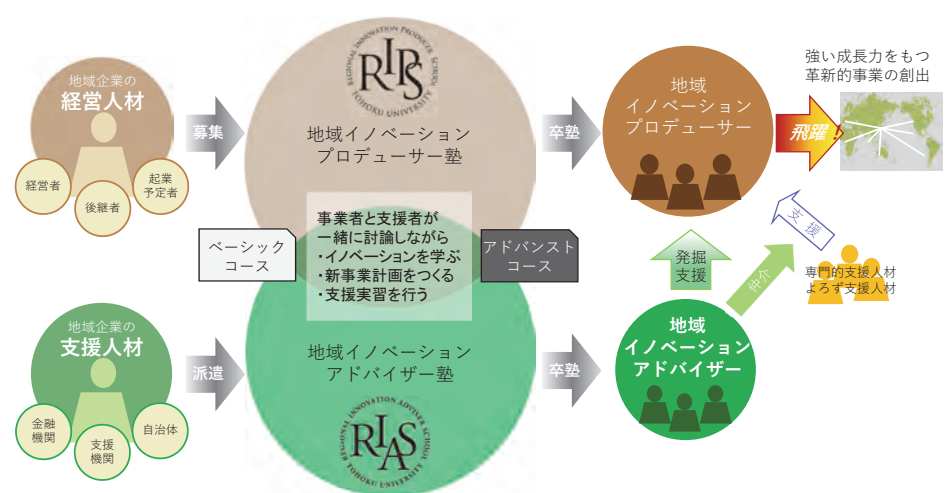 地域企業の
経営人材
経営者
後継者
起業
予定者
募集
REGIONAL INNOVATION PRODUCER SCHOOL
RIPS
TOHOKU UNIVERSITY
地域イノベーション
プロデューサー塾
卒塾
地域
イノベーション
プロデューサー
飛躍!
強い成長力をもつ
革新的事業の創出
ベーシック
コース
事業者と支援者が
一緒に討論しながら
・イノベーションを学ぶ
・新事業計画をつくる
・支援実習を行う
アドバンスト
コース
発掘
支援
仲介
支援
専門的支援人材
よろず支援人材
地域企業の
支援人材
金融
機関
支援
機関
自治体
派遣
地域イノベーション
アドバイザー塾
REGIONAL INNOVATION ADVISER SCHOOL
RIAS
TOHOKU UNIVERSITY
卒塾
地域
イノベーション
アドバイザー